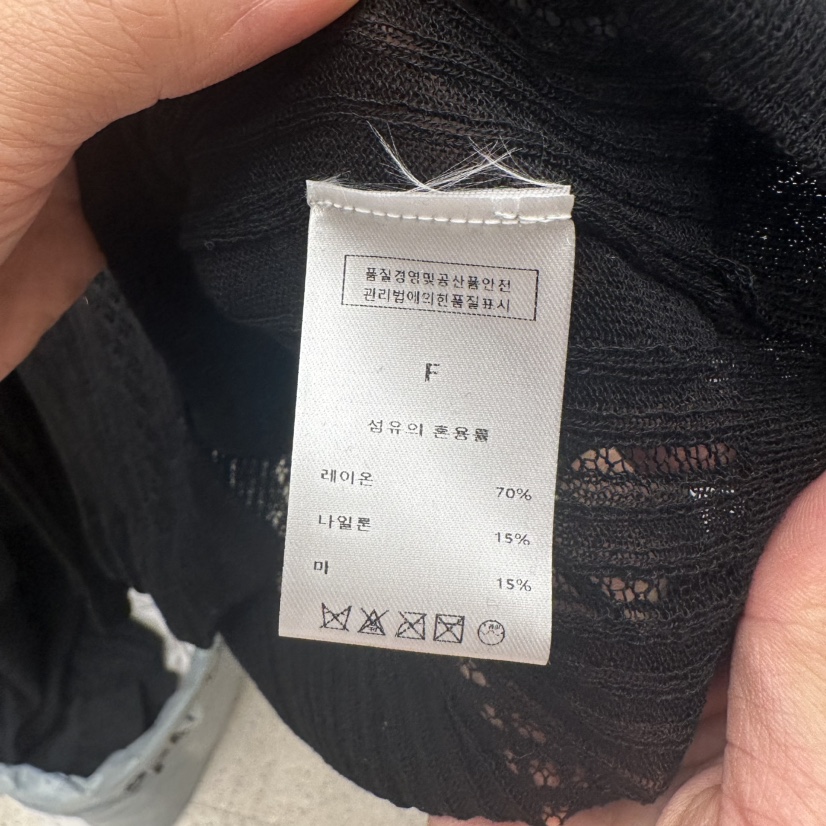 품질경영및공산품안전
관리법에의한품질표시
F
섬유의 혼용률
레이온 70%
나일론 15%
마 15%